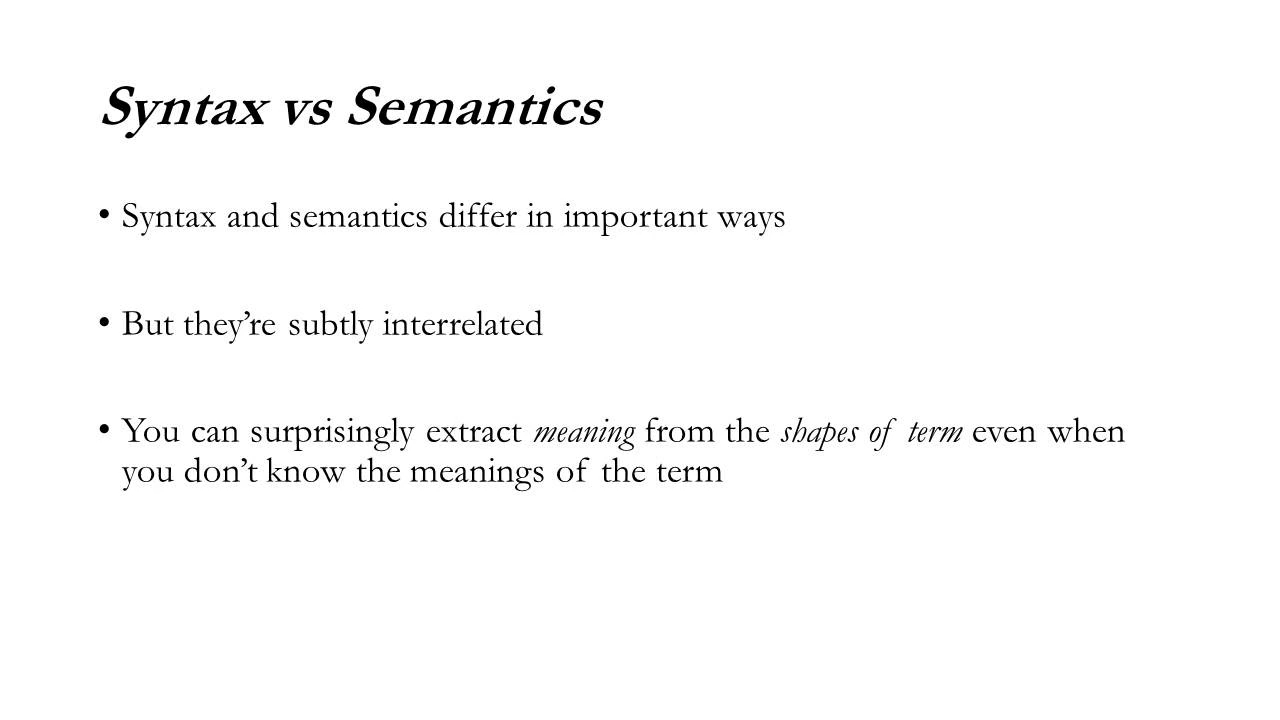 Syntax vs Semantics
• Syntax and semantics differ in important ways
• But they’re subtly interrelated
• You can surprisingly extract meaning from the shapes of term even when
you don’t know the meanings of the term